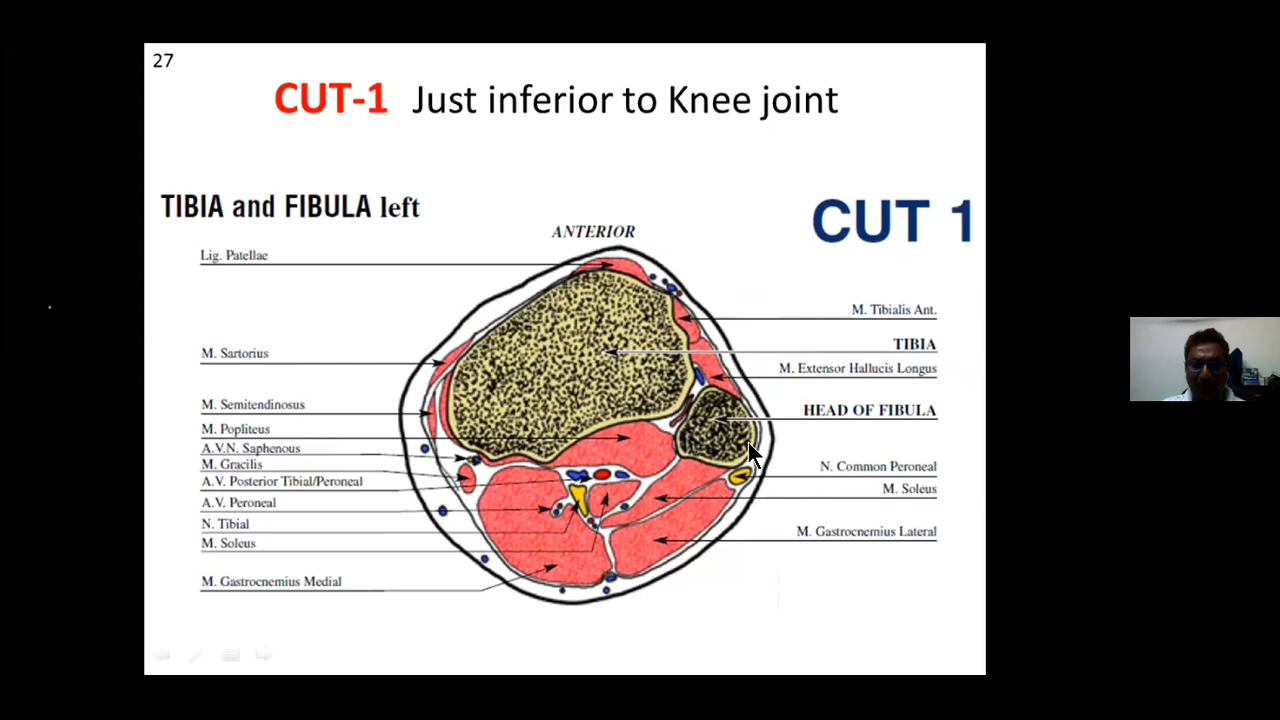 27
CUT-1 Just inferior to Knee joint
TIBIA and FIBULA left
CUT 1
ANTERIOR
Lig. Patellae
M. Sartorius
M. Semitendinosus
M. Popliteus
A.V.N. Saphenous
M. Gracilis
A.V. Posterior Tibial/Peroneal
A.V. Peroneal
N. Tibial
M. Soleus
M. Gastrocnemius Medial
M. Tibialis Ant.
TIBIA
M. Extensor Hallucis Longus
HEAD OF FIBULA
N. Common Peroneal
M. Soleus
M. Gastrocnemius Lateral